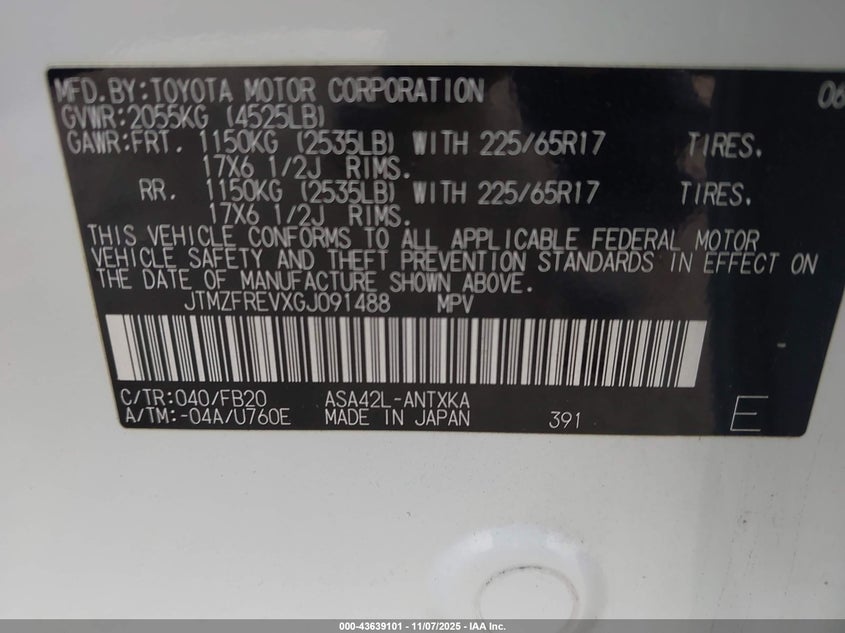 MFD.BY:TOYOTA MOTOR CORPORATION 06
GVWR:2055KG (4525LB)
GAWR:FRT. 1150KG (2535LB) WITH 225/65R17 TIRES.
17X6 1/2J RIMS.
RR. 1150KG (2535LB) WITH 225/65R17 TIRES.
17X6 1/2J RIMS.
THIS VEHICLE CONFORMS TO ALL APPLICABLE FEDERAL MOTOR
VEHICLE SAFETY AND THEFT PREVENTION STANDARDS IN EFFECT ON
THE DATE OF MANUFACTURE SHOWN ABOVE.
JTMZFREVXGJ091488 MPV
C/TR:040/FB20 ASA42L-ANTXKA
A/TM:-04A/U760E MADE IN JAPAN 391 E
000-43639101 - 11/07/2025 - IAA Inc.